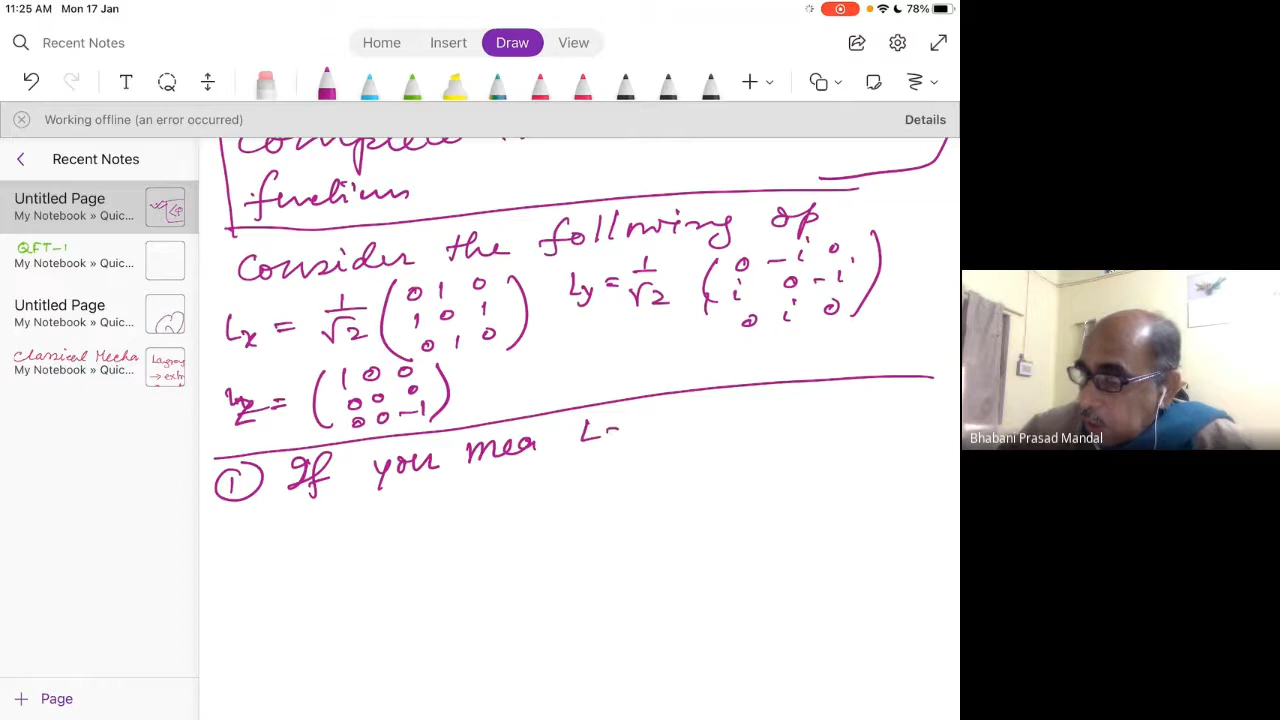 11:25 AM Mon 17 Jan
78%
Recent Notes
Home Insert Draw View
Working offline (an error occurred)
Details
Recent Notes
Untitled Page
My Notebook » Quic...
QFT-1
My Notebook » Quic...
Untitled Page
My Notebook » Quic...
Classical Mecha
My Notebook » Quic...
Page
complete
functions
Consider the following op
Lx = 1/√2 (0 1 0
1 0 1
0 1 0)
Ly = 1/√2 (0 -i 0
i 0 -i
0 i 0)
Lz = (1 0 0
0 0 0
0 0 -1)
① If you mea L
Bhabani Prasad Mandal